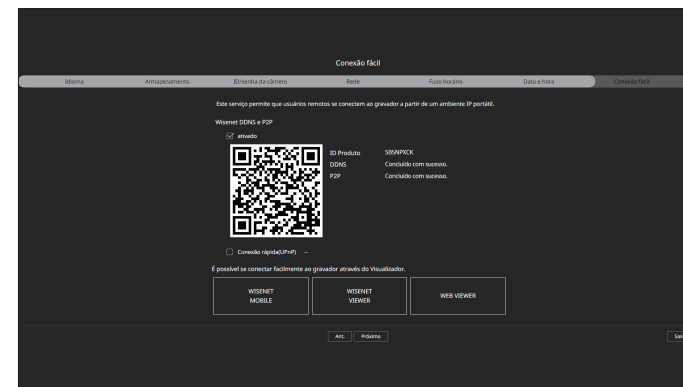 Conexão fácil
Idioma Armazenamento ID/senha da câmera Rede Fuso horário Data e hora Conexão fácil
Este serviço permite que usuários remotos se conectem ao gravador a partir de um ambiente IP portátil.
Wisenet DDNS e P2P
ativado
ID Produto SBSNPXCK
DDNS Concluído com sucesso.
P2P Concluído com sucesso.
Conexão rápida(UPnP) –
É possível se conectar facilmente ao gravador através do Visualizador.
WISENET
MOBILE
WISENET
VIEWER
WEB VIEWER
Ant. Próximo